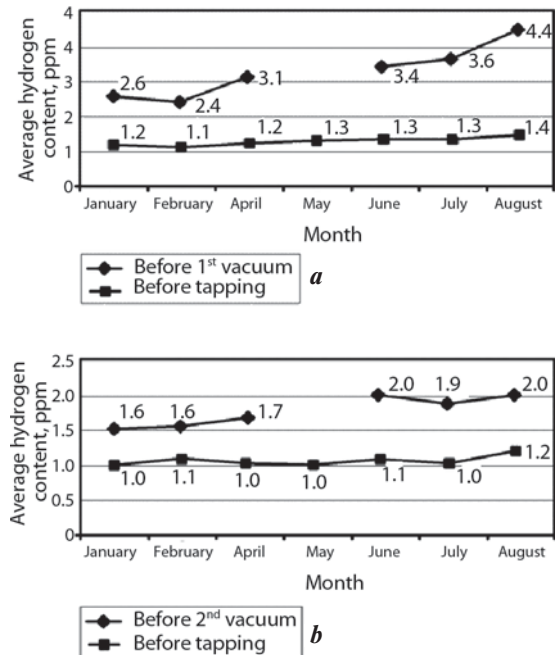 Average hydrogen
content, ppm
4
4
3
2
1
0
2.6
2.4
3.1
3.4
3.6
4.4
1.2
1.1
1.2
1.3
1.3
1.3
1.4
January February April May June July August
Month
Before 1st vacuum
Before tapping
a
Average hydrogen
content, ppm
2.5
2.0
1.5
1.0
0.5
0
1.6
1.6
1.7
2.0
1.9
2.0
1.0
1.1
1.0
1.0
1.1
1.0
1.2
January February April May June July August
Month
Before 2nd vacuum
Before tapping
b